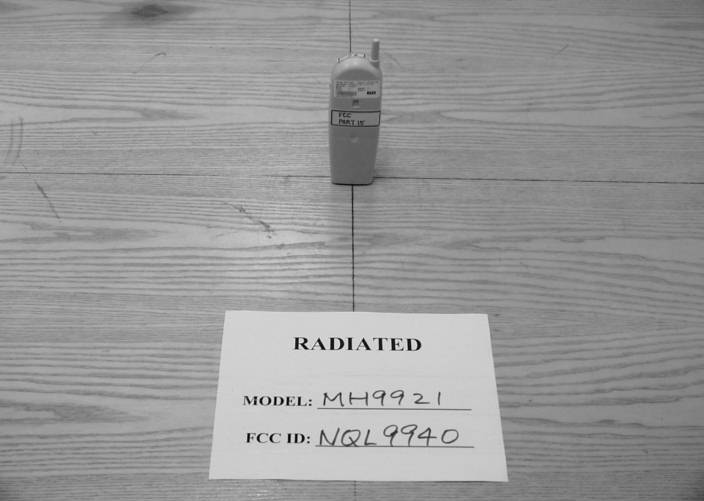 FCC
PART 15
RADIATED
MODEL: MH9921
FCC ID: NQL9940